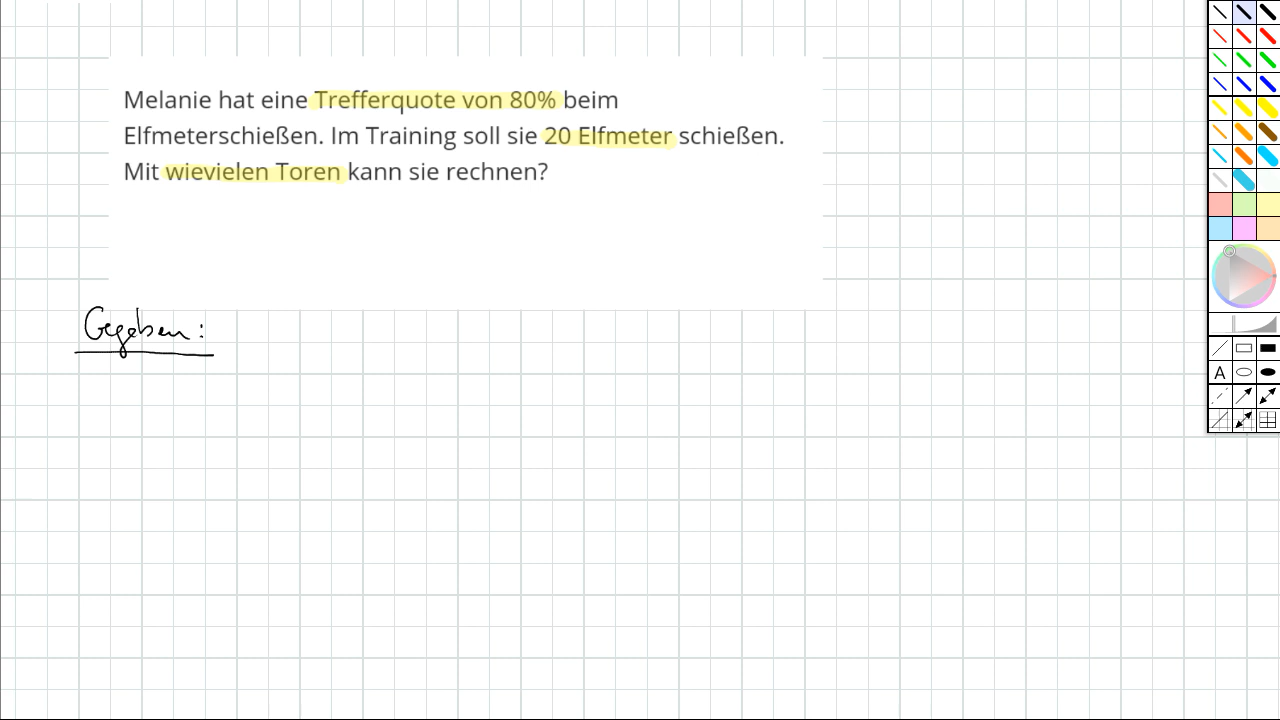 Melanie hat eine Trefferquote von 80% beim
Elfmeterschießen. Im Training soll sie 20 Elfmeter schießen.
Mit wievielen Toren kann sie rechnen?
Gegeben:
A